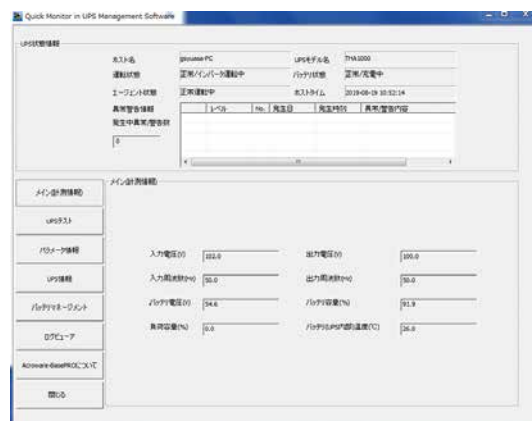 Quick Monitor in UPS Management Software
UPS状態情報
ホスト名 UPSモデル名 THA1000
運転状態 正常/インバータ運転中 バッテリ状態 正常/充電中
エージェント状態 正常運転中 ホストタイム 2019-08-19 10:52:14
異常警告情報 レベル No. 発生日 発生時刻 異常/警告内容
発生中異常/警告数
0
メイン(計測情報)
メイン(計測情報)
UPSテスト
パラメータ情報
UPS情報
バッテリマネージメント
ログビューア
Acroware-BasePROについて
閉じる
入力電圧(V) 102.0 出力電圧(V) 100.0
入力周波数(Hz) 50.0 出力周波数(Hz) 50.0
バッテリ電圧(V) 54.6 バッテリ容量(%) 91.9
負荷容量(%) 0.0 バッテリ(UPS内部)温度(℃) 26.0